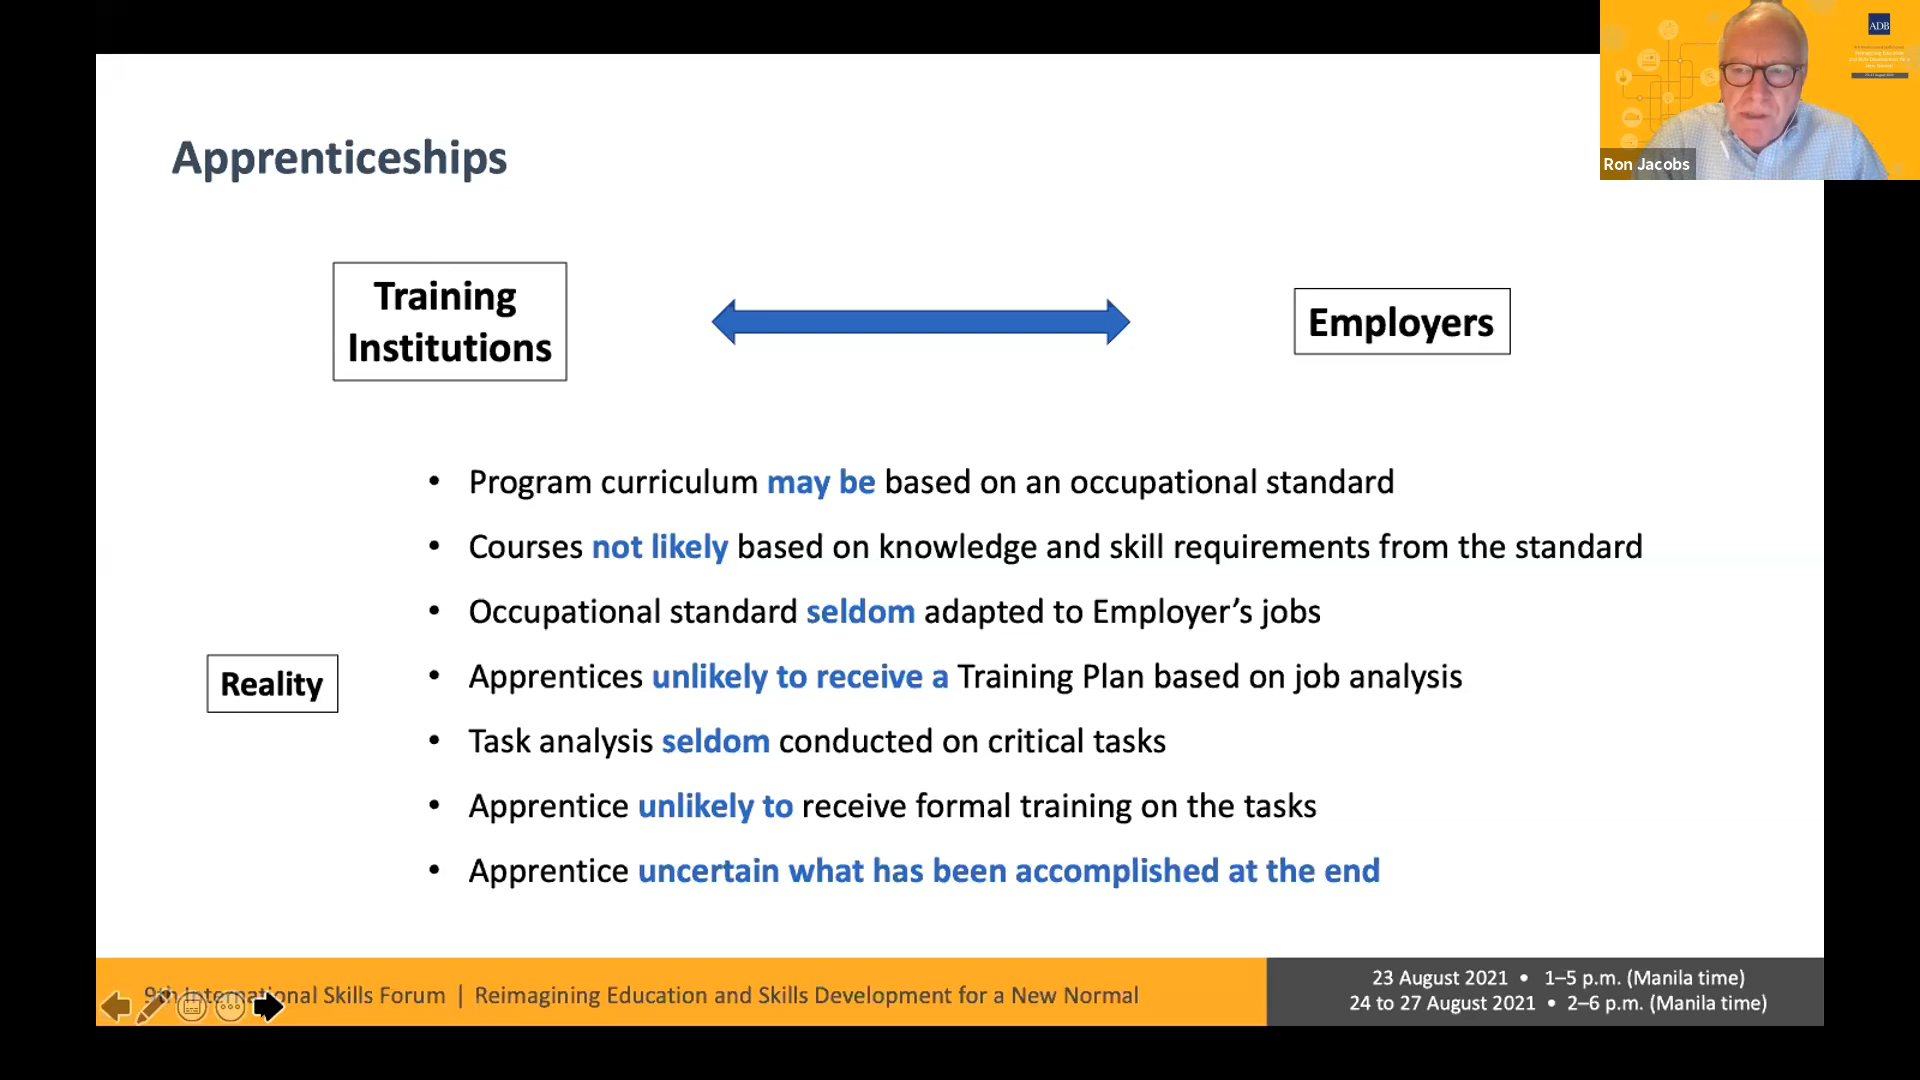 ADB
Ron Jacobs
Apprenticeships
Training
Institutions
Employers
• Program curriculum may be based on an occupational standard
• Courses not likely based on knowledge and skill requirements from the standard
• Occupational standard seldom adapted to Employer’s jobs
Reality
• Apprentices unlikely to receive a Training Plan based on job analysis
• Task analysis seldom conducted on critical tasks
• Apprentice unlikely to receive formal training on the tasks
• Apprentice uncertain what has been accomplished at the end
9th International Skills Forum | Reimagining Education and Skills Development for a New Normal
23 August 2021 • 1–5 p.m. (Manila time)
24 to 27 August 2021 • 2–6 p.m. (Manila time)